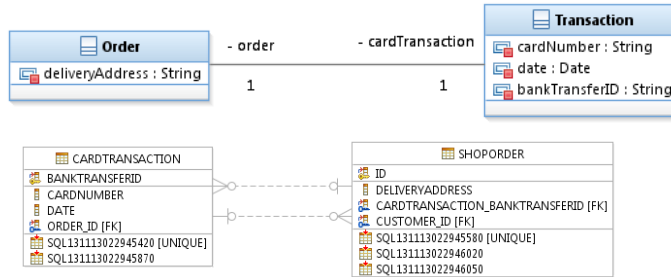 Order
deliveryAddress : String
- order
1
- cardTransaction
1
Transaction
cardNumber : String
date : Date
bankTransferID : String
CARDTRANSACTION
BANKTRANSFERID
CARDNUMBER
DATE
ORDER_ID [FK]
SQL131113022945420 [UNIQUE]
SQL131113022945870
SHOPORDER
ID
DELIVERYADDRESS
CARDTRANSACTION_BANKTRANSFERID [FK]
CUSTOMER_ID [FK]
SQL131113022945580 [UNIQUE]
SQL131113022946020
SQL131113022946050